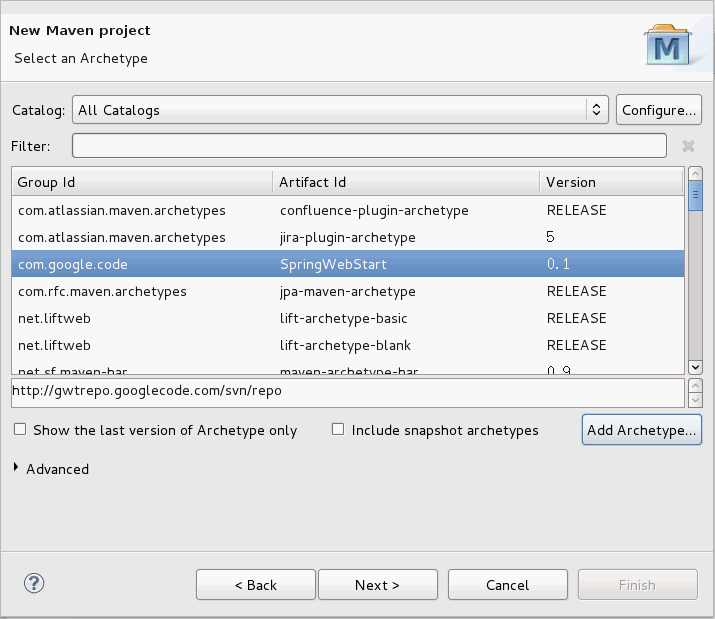 New Maven project
Select an Archetype
M
Catalog: All Catalogs Configure...
Filter:
Group Id Artifact Id Version
com.atlassian.maven.archetypes confluence-plugin-archetype RELEASE
com.atlassian.maven.archetypes jira-plugin-archetype 5
com.google.code SpringWebStart 0.1
com.rfc.maven.archetypes jpa-maven-archetype RELEASE
net.liftweb lift-archetype-basic RELEASE
net.liftweb lift-archetype-blank RELEASE
net.sf.maven-har maven-archetype-har 0.9
http://gwtrepo.googlecode.com/svn/repo
Show the last version of Archetype only Include snapshot archetypes Add Archetype...
Advanced
? < Back Next > Cancel Finish